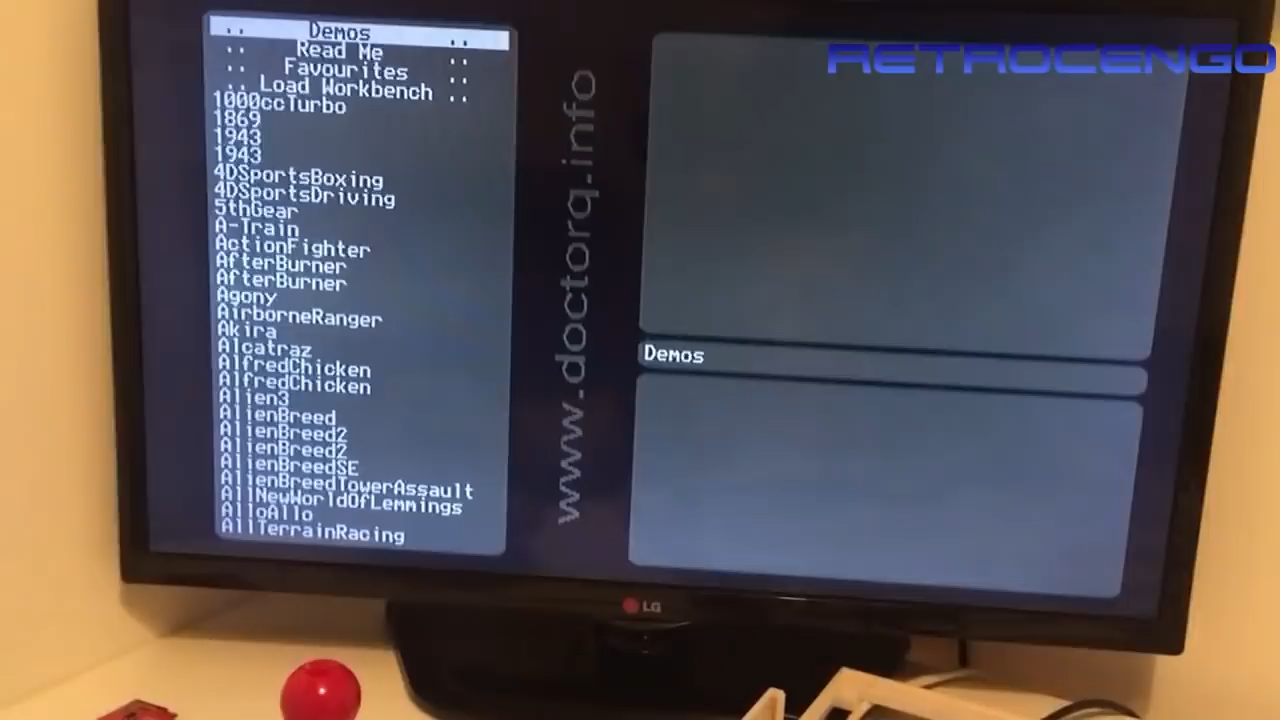 .. Demos ..
.. Read Me ..
.. Favourites ..
.. Load Workbench ..
1000ccTurbo
1869
1943
1943
4DSportsBoxing
4DSportsDriving
5thGear
A-Train
ActionFighter
AfterBurner
AfterBurner
Agony
AirborneRanger
Akira
Alcatraz
AlfredChicken
AlfredChicken
Alien3
AlienBreed
AlienBreed2
AlienBreed2
AlienBreedSE
AlienBreedTowerAssault
AllNewWorldOfLemmings
AlloAllo
AllTerrainRacing
www.doctorq.info
RETROCENGO
Demos
LG